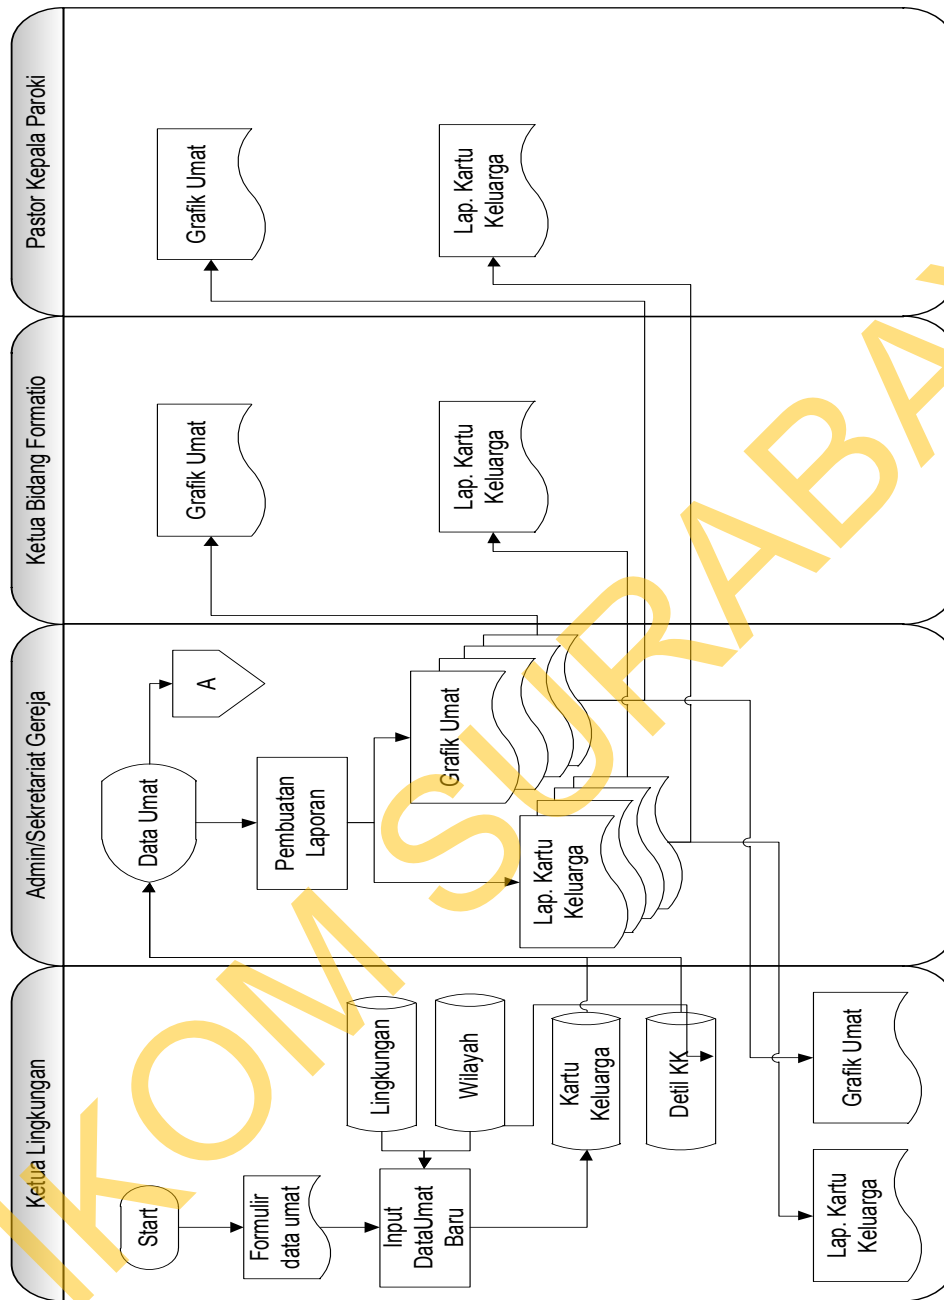 Ketua Lingkungan
Admin/Sekretariat Gereja
Ketua Bidang Formatio
Pastor Kepala Paroki
Start
Formulir
data umat
Input
DataUmat
Baru
Lingkungan
Wilayah
Kartu
Keluarga
Detil KK
Lap. Kartu
Keluarga
Grafik Umat
Data Umat
A
Pembuatan
Laporan
Grafik Umat
Lap. Kartu
Keluarga
Grafik Umat
Lap. Kartu
Keluarga
Grafik Umat
Lap. Kartu
Keluarga
IKOM SURABAY